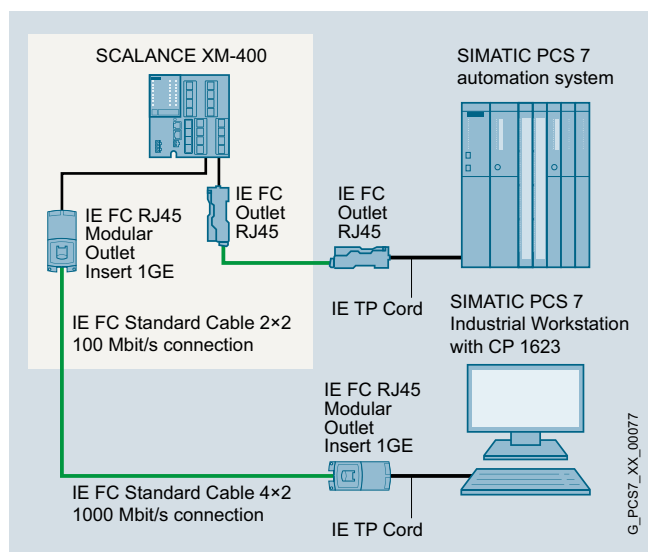 SCALANCE XM-400
SIMATIC PCS 7
automation system
IE FC RJ45
Modular
Outlet
Insert 1GE
IE FC
Outlet
RJ45
IE FC
Outlet
RJ45
IE TP Cord
SIMATIC PCS 7
Industrial Workstation
with CP 1623
IE FC Standard Cable 2×2
100 Mbit/s connection
IE FC RJ45
Modular
Outlet
Insert 1GE
IE FC Standard Cable 4×2
1000 Mbit/s connection
IE TP Cord
G_PCS7_XX_00077